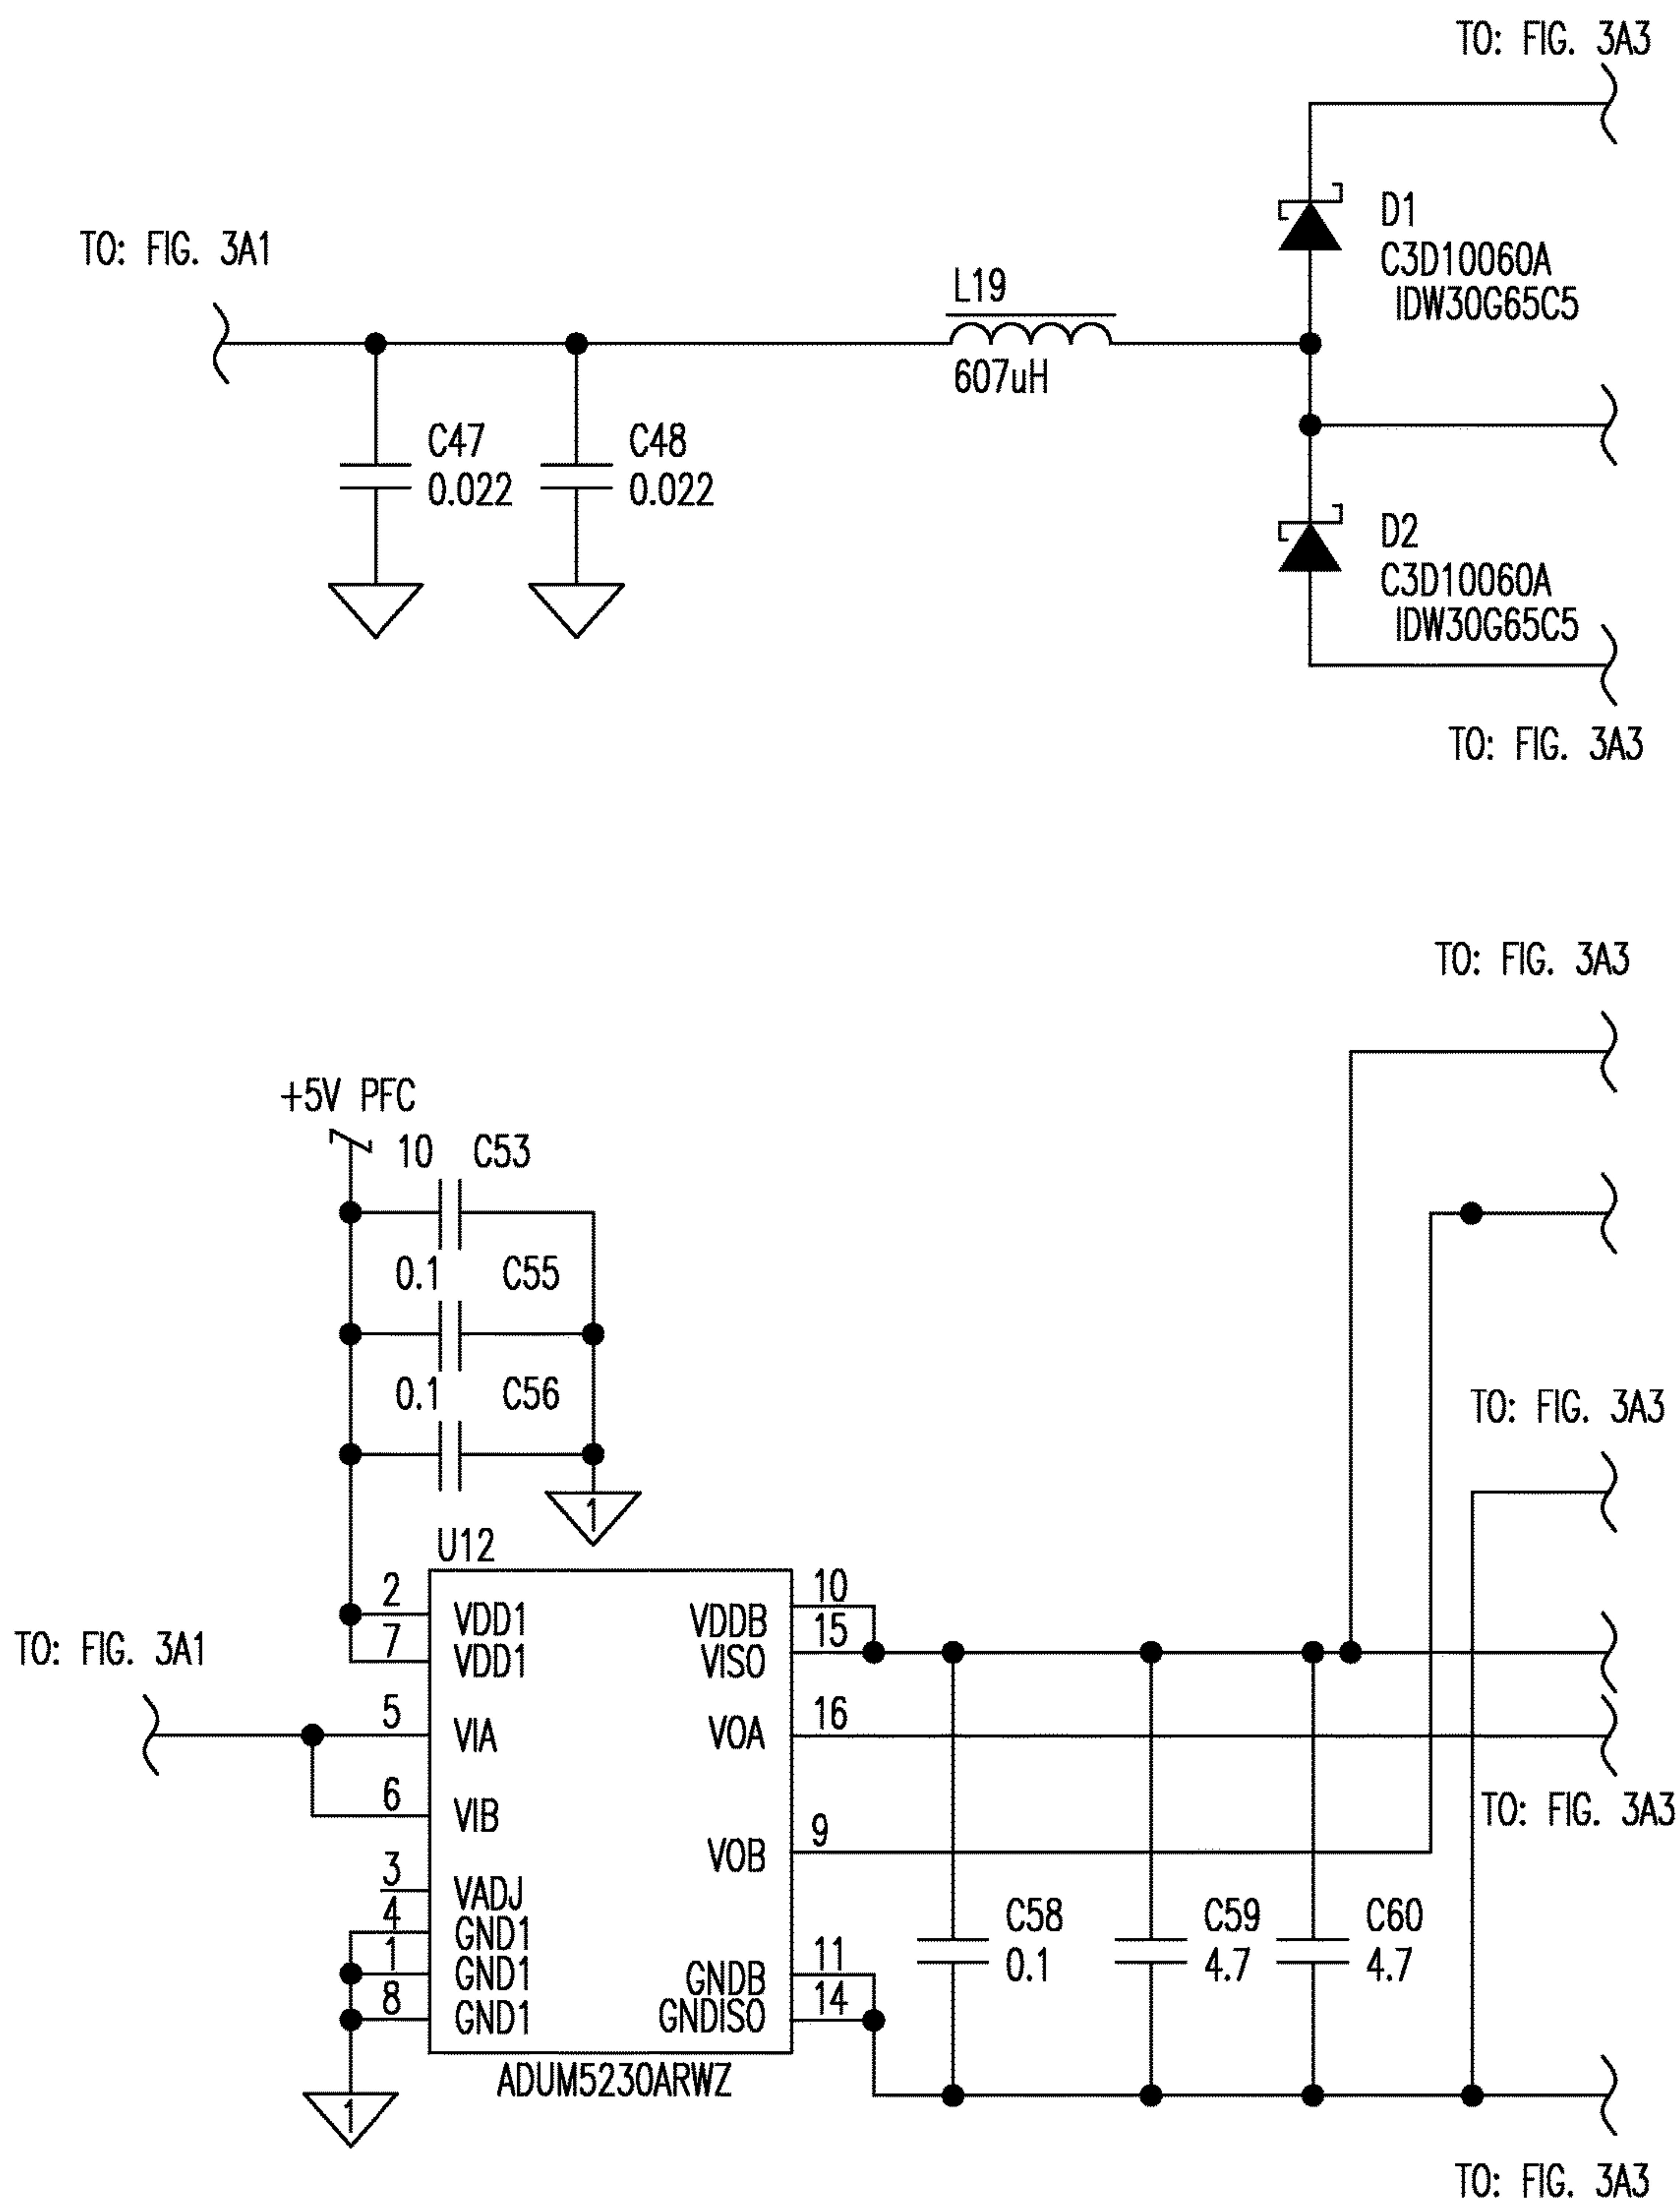 TO: FIG. 3A3
D1
C3D10060A
IDW30G65C5
TO: FIG. 3A1
L19
607uH
C47
0.022
C48
0.022
D2
C3D10060A
IDW30G65C5
TO: FIG. 3A3
TO: FIG. 3A3
+5V PFC
10 C53
0.1 C55
0.1 C56
TO: FIG. 3A3
1
U12
2 VDD1
7 VDD1
TO: FIG. 3A1
5 VIA
6 VIB
3 VADJ
4 GND1
1 GND1
8 GND1
VDDB 10
VISO 15
VOA 16
VOB 9
GNDB 11
GNDISO 14
TO: FIG. 3A3
C58
0.1
C59
4.7
C60
4.7
ADUM5230ARWZ
1
TO: FIG. 3A3